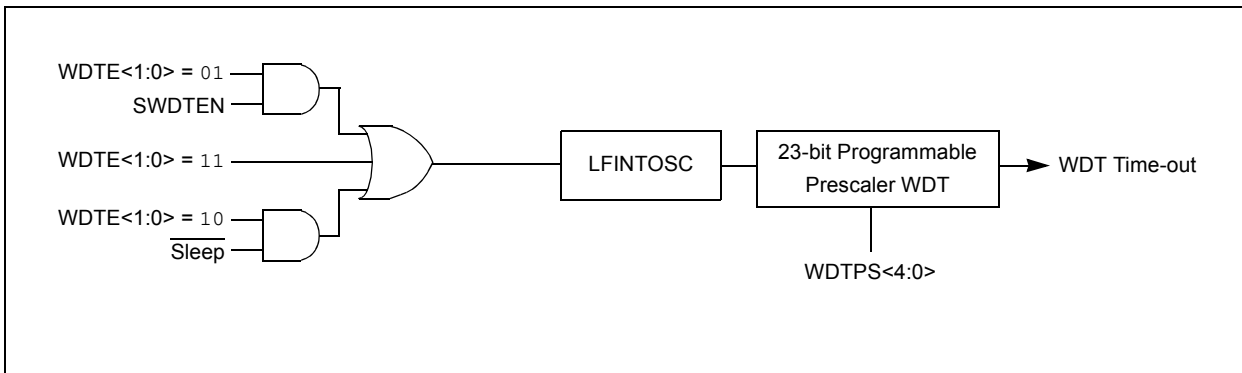 WDTE<1:0> = 01
SWDTEN
WDTE<1:0> = 11
WDTE<1:0> = 10
Sleep
LFINTOSC
23-bit Programmable
Prescaler WDT
WDT Time-out
WDTPS<4:0>